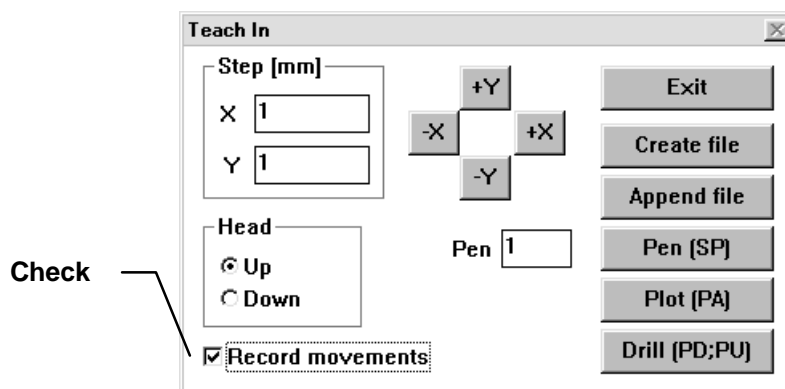 Teach In
Step [mm]
X 1
Y 1
+Y
-X +X
-Y
Head
Up
Down
Pen 1
Record movements
Exit
Create file
Append file
Pen (SP)
Plot (PA)
Drill (PD;PU)
Check